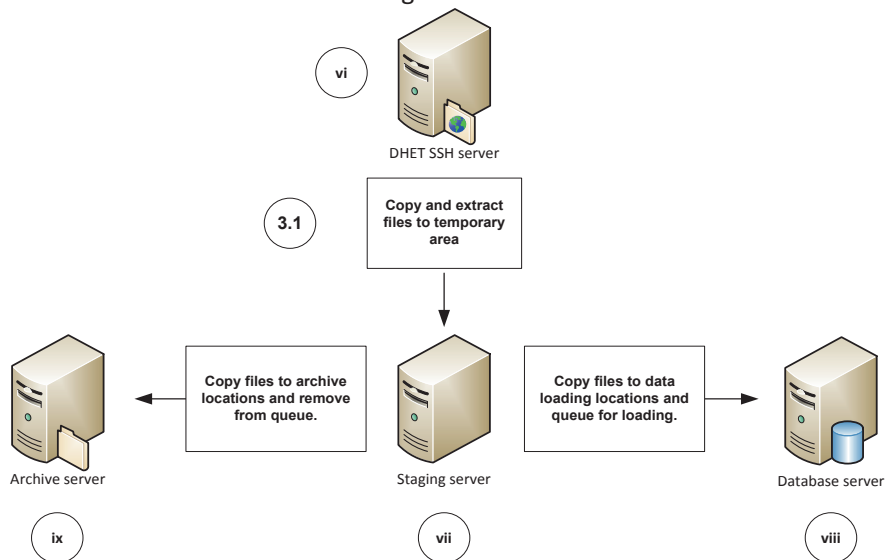 vi
DHET SSH server
3.1
Copy and extract
files to temporary
area
Copy files to archive
locations and remove
from queue.
Copy files to data
loading locations and
queue for loading.
Archive server
Staging server
Database server
ix
vii
viii